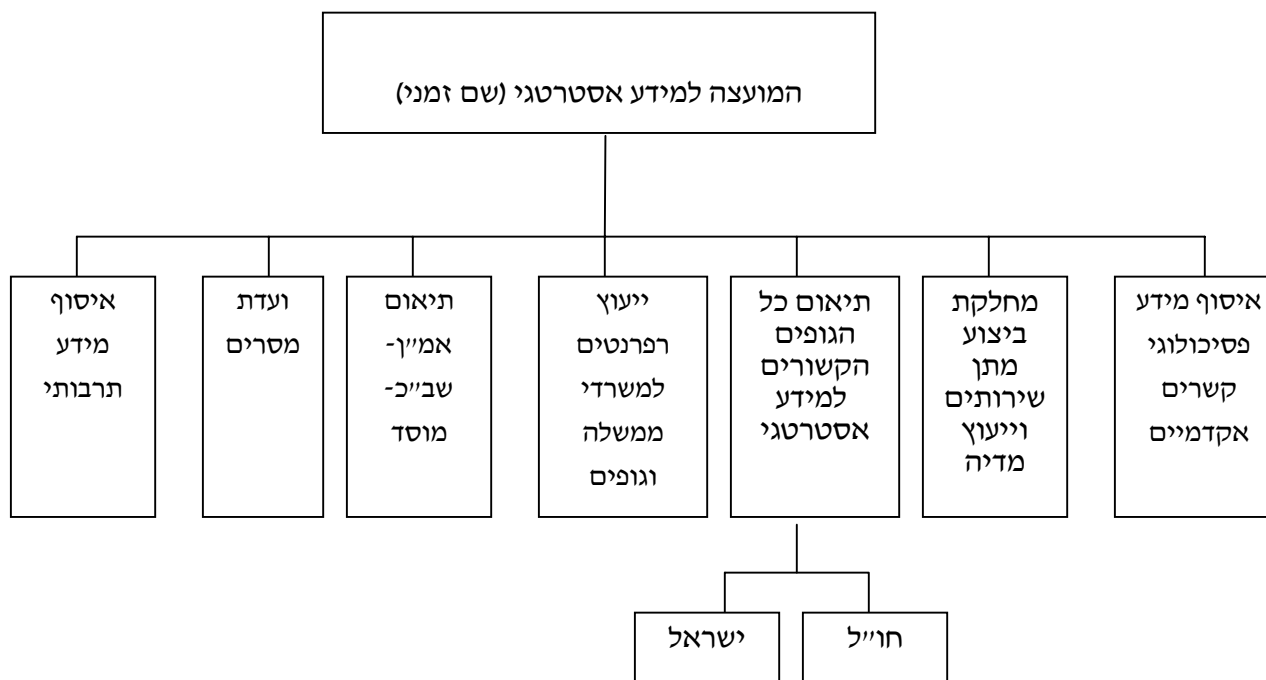 המועצה למידע אסטרטגי (שם זמני)
איסוף מידע
פסיכולוגי
קשרים
אקדמיים
מחלקת
ביצוע
מתן
שירותים
וייעוץ
מדיה
תיאום כל
הגופים
הקשורים
למידע
אסטרטגי
ייעוץ
רפרנטים
למשרדי
ממשלה
וגופים
תיאום
אמ״ן-
שב״כ-
מוסד
ועדת
מסרים
איסוף
מידע
תרבותי
חו״ל
ישראל